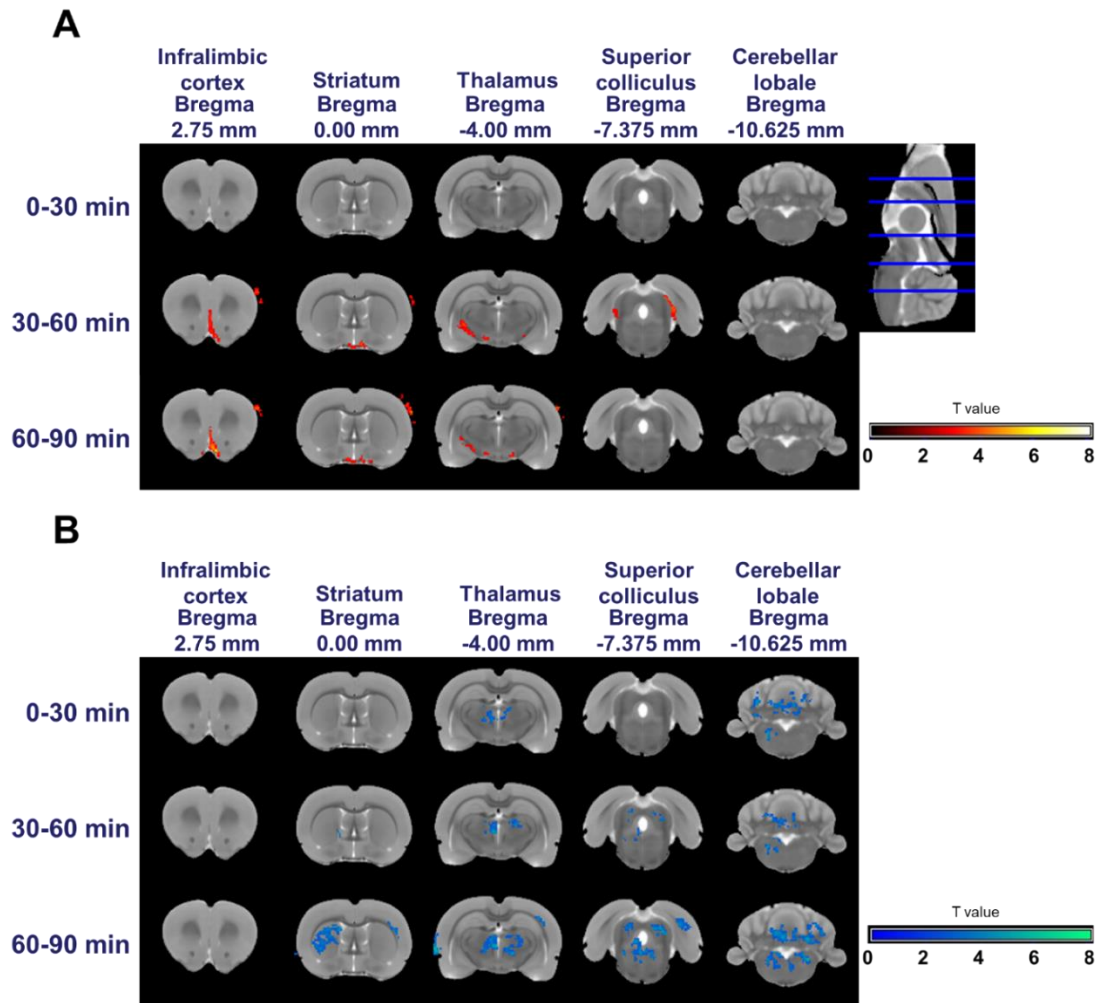 A
Infralimbic
cortex
Bregma
2.75 mm
Striatum
Bregma
0.00 mm
Thalamus
Bregma
-4.00 mm
Superior
colliculus
Bregma
-7.375 mm
Cerebellar
lobale
Bregma
-10.625 mm
0-30 min
30-60 min
60-90 min
T value
0 2 4 6 8
B
Infralimbic
cortex
Bregma
2.75 mm
Striatum
Bregma
0.00 mm
Thalamus
Bregma
-4.00 mm
Superior
colliculus
Bregma
-7.375 mm
Cerebellar
lobale
Bregma
-10.625 mm
0-30 min
30-60 min
60-90 min
T value
0 2 4 6 8